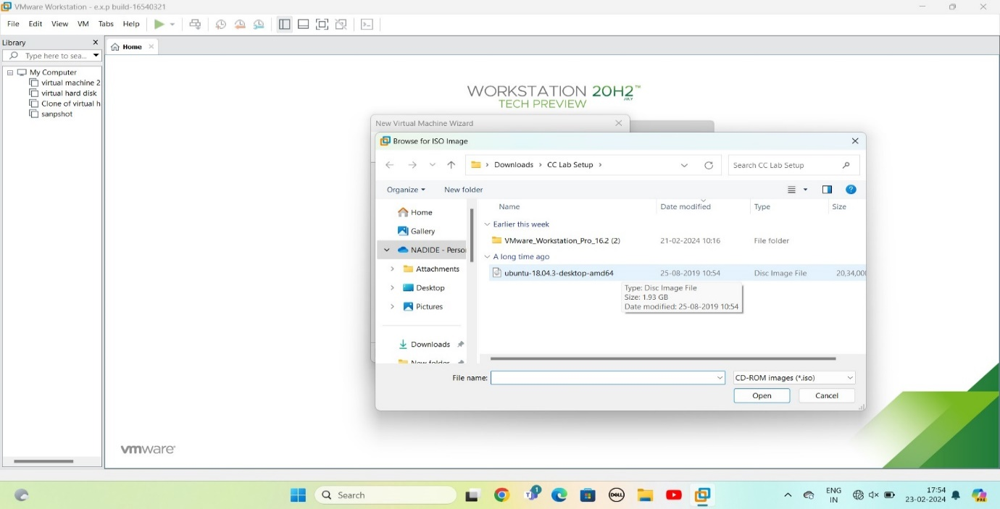 VMware Workstation - e.x.p build-16540321
File Edit View VM Tabs Help
Library
Type here to sea...
My Computer
virtual machine 2
virtual hard disk
Clone of virtual h
sanpshot
Home
WORKSTATION 20H2™
JULY
TECH PREVIEW
New Virtual Machine Wizard
Browse for ISO Image
Downloads CC Lab Setup
Search CC Lab Setup
Organize New folder
Home
Gallery
NADIDE - Perso
Attachments
Desktop
Pictures
Downloads
New folder
Name Date modified Type Size
Earlier this week
VMware_Workstation_Pro_16.2 (2) 21-02-2024 10:16 File folder
A long time ago
ubuntu-18.04.3-desktop-amd64 25-08-2019 10:54 Disc Image File 20,34,000
Type: Disc Image File
Size: 1.93 GB
Date modified: 25-08-2019 10:54
File name: CD-ROM images (*.iso)
Open Cancel
vmware
Search
1
DELL
PRE
ENG
IN
17:54
23-02-2024